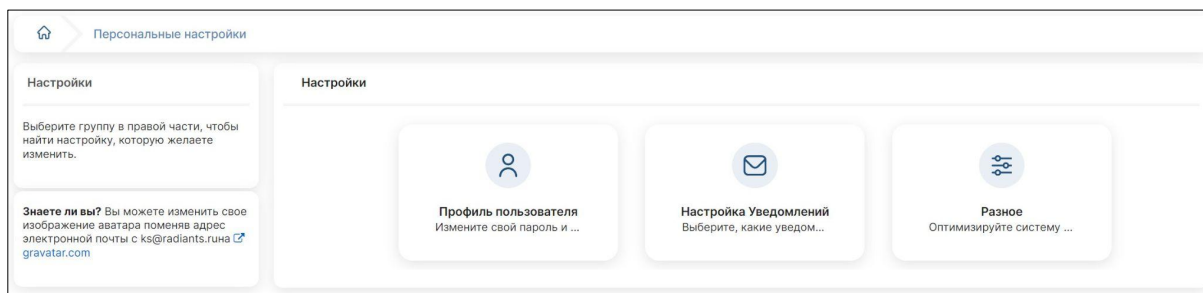 Персональные настройки
Настройки
Выберите группу в правой части, чтобы
найти настройку, которую желаете
изменить.
Знаете ли вы? Вы можете изменить свое
изображение аватара поменяв адрес
электронной почты с ks@radiants.ruна
gravatar.com
Настройки
Профиль пользователя
Измените свой пароль и ...
Настройка Уведомлений
Выберите, какие уведом...
Разное
Оптимизируйте систему ...